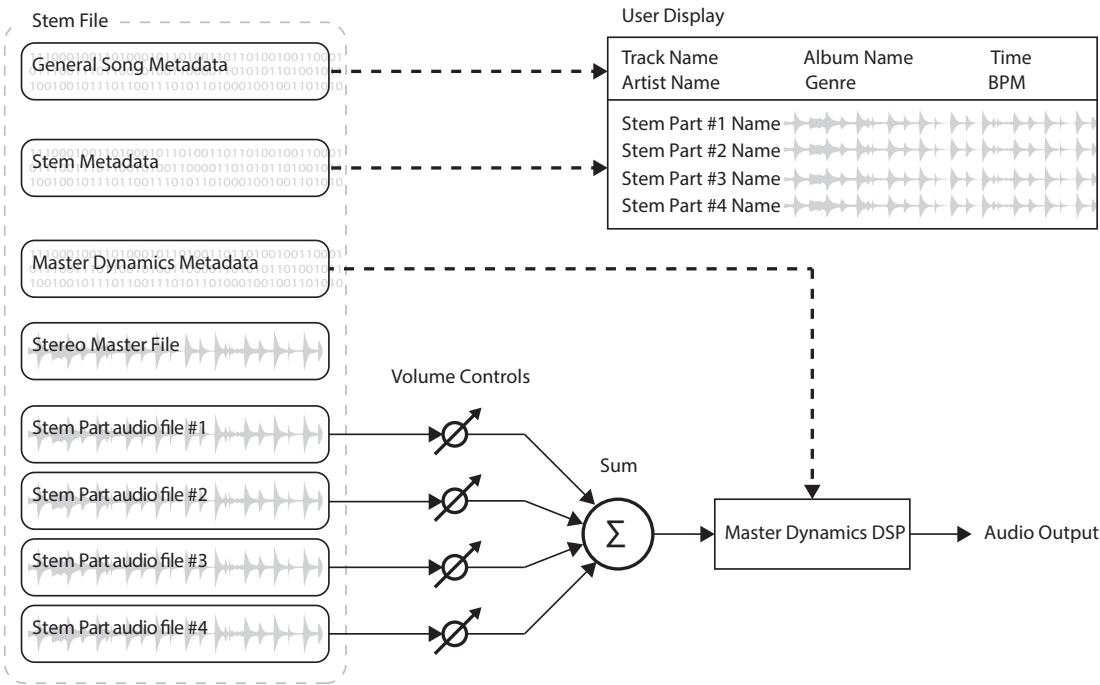 Stem File
General Song Metadata
Stem Metadata
Master Dynamics Metadata
Stereo Master File
Stem Part audio file #1
Stem Part audio file #2
Stem Part audio file #3
Stem Part audio file #4
Volume Controls
Sum
Σ
Master Dynamics DSP
Audio Output
User Display
Track Name Album Name Time
Artist Name Genre BPM
Stem Part #1 Name
Stem Part #2 Name
Stem Part #3 Name
Stem Part #4 Name